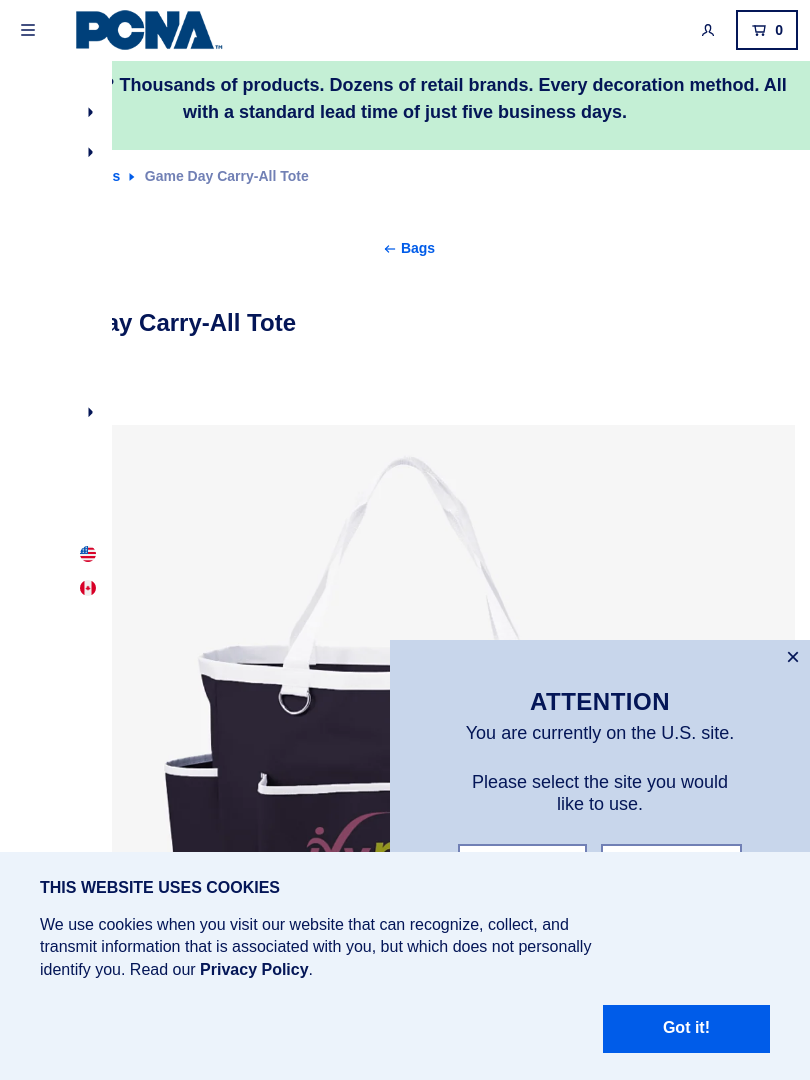 PCNA™
0
? Thousands of products. Dozens of retail brands. Every decoration method. All
with a standard lead time of just five business days.
s Game Day Carry-All Tote
← Bags
ay Carry-All Tote
×
ATTENTION
You are currently on the U.S. site.
Please select the site you would
like to use.
THIS WEBSITE USES COOKIES
We use cookies when you visit our website that can recognize, collect, and
transmit information that is associated with you, but which does not personally
identify you. Read our Privacy Policy.
Got it!